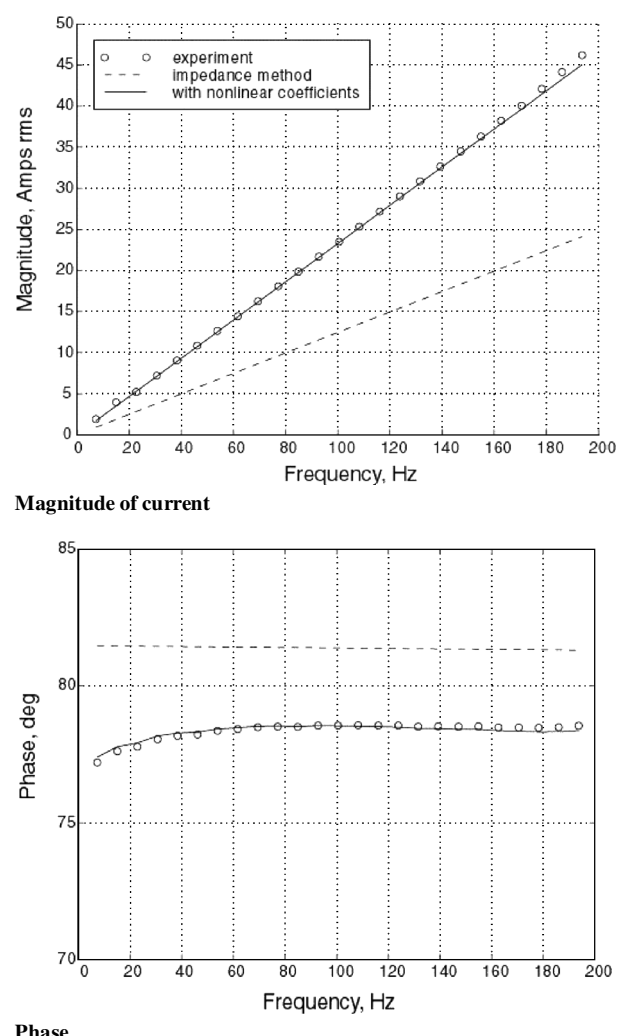 50
45
40
35
30
25
20
15
10
5
0
Magnitude, Amps rms
experiment
impedance method
with nonlinear coefficients
0 20 40 60 80 100 120 140 160 180 200
Frequency, Hz
Magnitude of current
85
80
75
70
Phase, deg
0 20 40 60 80 100 120 140 160 180 200
Frequency, Hz
Phase